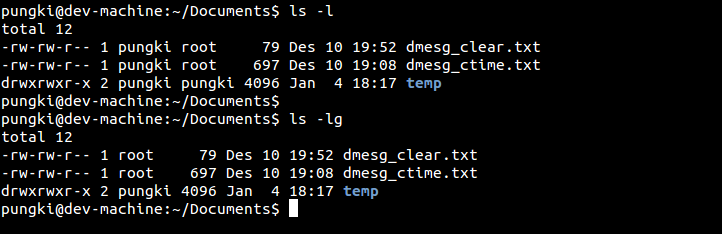 pungki@dev-machine:~/Documents$ ls -l
total 12
-rw-rw-r-- 1 pungki root     79 Des 10 19:52 dmesg_clear.txt
-rw-rw-r-- 1 pungki root    697 Des 10 19:08 dmesg_ctime.txt
drwxrwxr-x 2 pungki pungki 4096 Jan  4 18:17 temp
pungki@dev-machine:~/Documents$
pungki@dev-machine:~/Documents$ ls -lg
total 12
-rw-rw-r-- 1 root     79 Des 10 19:52 dmesg_clear.txt
-rw-rw-r-- 1 root    697 Des 10 19:08 dmesg_ctime.txt
drwxrwxr-x 2 pungki 4096 Jan  4 18:17 temp
pungki@dev-machine:~/Documents$